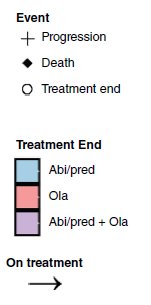 Event
Progression
Death
Treatment end
Treatment End
Abi/pred
Ola
Abi/pred + Ola
On treatment